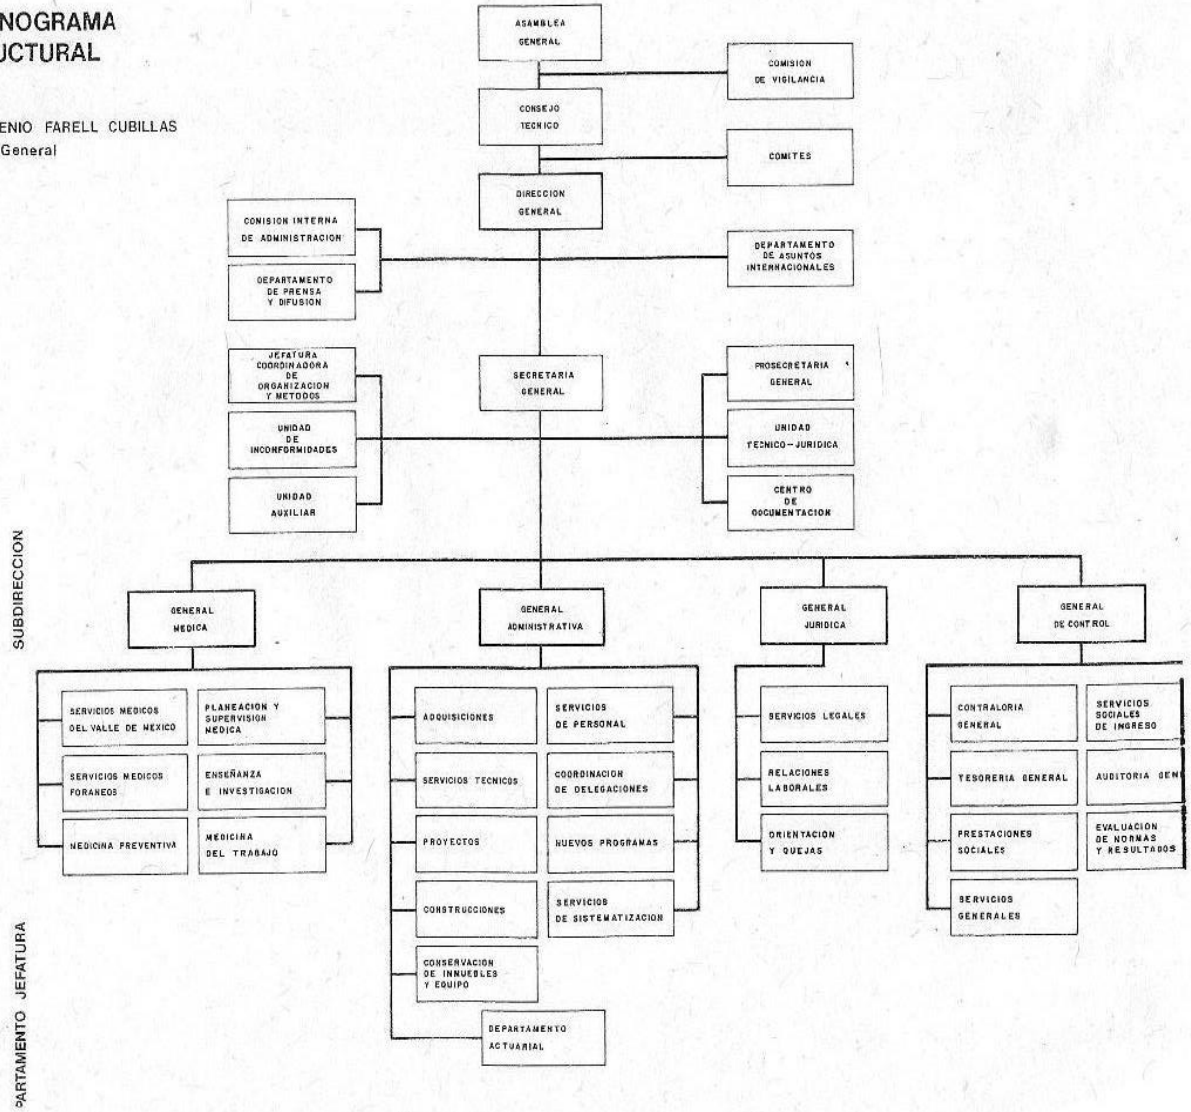 NOGRAMA
UCTURAL
ENIO FARELL CUBILLAS
General
ASAMBLEA
GENERAL
COMISION
DE VIGILANCIA
CONSEJO
TECNICO
COMITES
DIRECCION
GENERAL
COMISION INTERNA
DE ADMINISTRACION
DEPARTAMENTO
DE ASUNTOS
INTERNACIONALES
DEPARTAMENTO
DE PRENSA
Y DIFUSION
JEFATURA
COORDINADORA
DE
ORGANIZACION
Y METODOS
SECRETARIA
GENERAL
PROSECRETARIA
GENERAL
UNIDAD
DE
INCONFORMIDADES
UNIDAD
TECNICO-JURIDICA
UNIDAD
AUXILIAR
CENTRO
DE
DOCUMENTACION
SUBDIRECCION
GENERAL
MEDICA
GENERAL
ADMINISTRATIVA
GENERAL
JURIDICA
GENERAL
DE CONTROL
SERVICIOS MEDICOS
DEL VALLE DE MEXICO
PLANEACION Y
SUPERVISION
MEDICA
SERVICIOS MEDICOS
FORANEOS
ENSEÑANZA
E INVESTIGACION
MEDICINA PREVENTIVA
MEDICINA
DEL TRABAJO
ADQUISICIONES
SERVICIOS
DE PERSONAL
SERVICIOS TECNICOS
COORDINACION
DE DELEGACIONES
PROYECTOS
NUEVOS PROGRAMAS
CONSTRUCCIONES
SERVICIOS
DE SISTEMATIZACION
CONSERVACION
DE INMUEBLES
Y EQUIPO
DEPARTAMENTO
ACTUARIAL
SERVICIOS LEGALES
RELACIONES
LABORALES
ORIENTACION
Y QUEJAS
CONTRALORIA
GENERAL
SERVICIOS
SOCIALES
DE INGRESO
TESORERIA GENERAL
AUDITORIA GEN
PRESTACIONES
SOCIALES
EVALUACION
DE NORMAS
Y RESULTADOS
SERVICIOS
GENERALES
PARTAMENTO JEFATURA